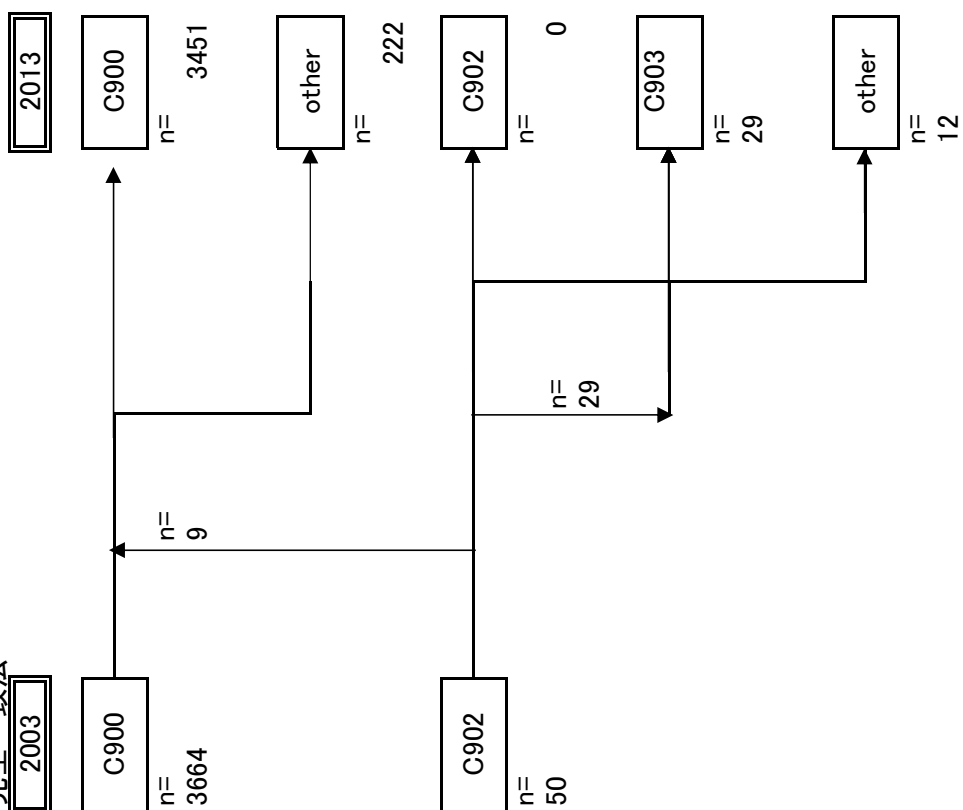 2003
2013
C900
C900
n=
3664
n=
9
n=
3451
other
n=
222
C902
C902
n=
50
n=
29
n=
0
C903
n=
29
other
n=
12